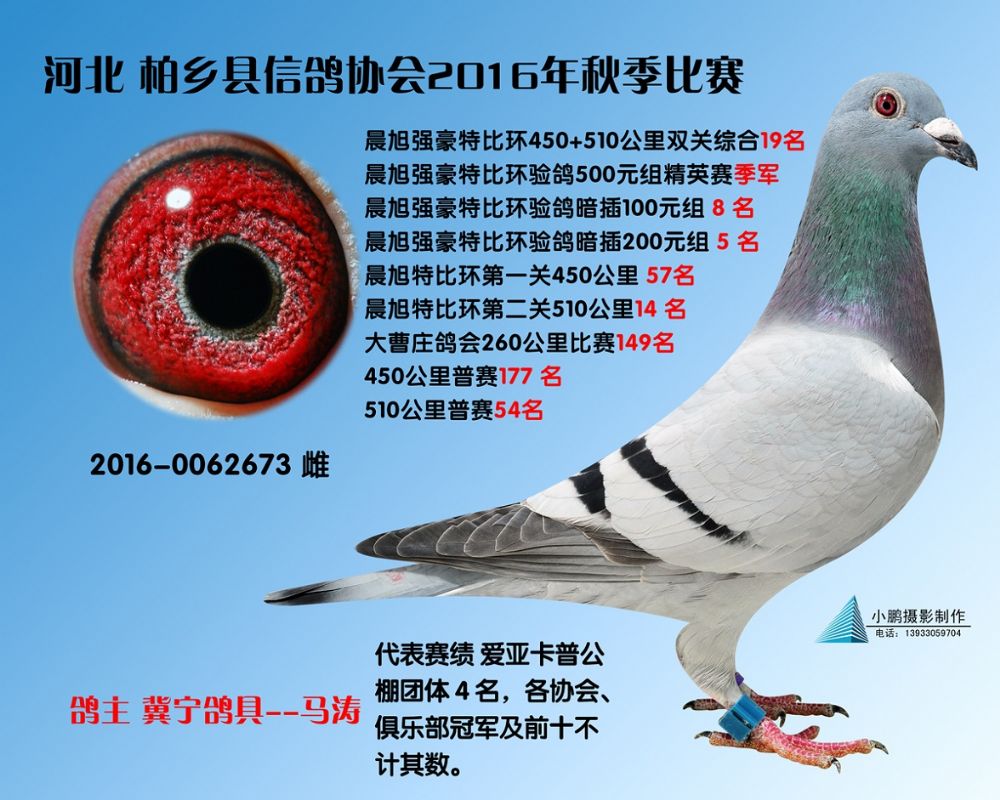 河北 柏乡县信鸽协会2016年秋季比赛
晨旭强豪特比环450+510公里双关综合19名
晨旭强豪特比环验鸽500元组精英赛季军
晨旭强豪特比环验鸽暗插100元组 8 名
晨旭强豪特比环验鸽暗插200元组 5 名
晨旭特比环第一关450公里 57名
晨旭特比环第二关510公里14 名
大曹庄鸽会260公里比赛149名
450公里普赛177 名
510公里普赛54名
2016-0062673 雌
小鹏摄影制作
电话：13933059704
鸽主 冀宁鸽具--马涛
代表赛绩 爱亚卡普公
棚团体 4 名，各协会、
俱乐部冠军及前十不
计其数。